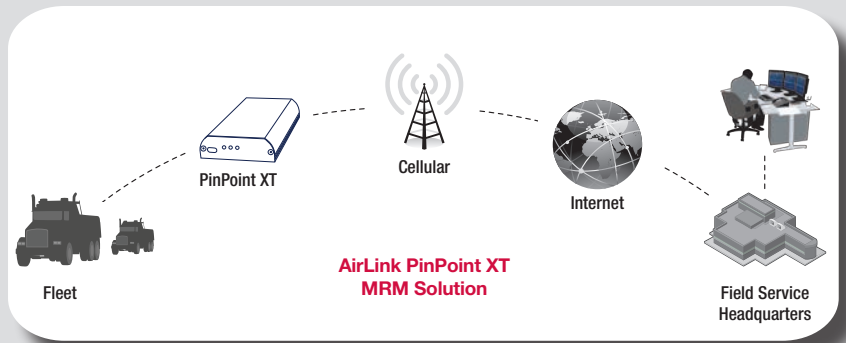 PinPoint XT
Cellular
Internet
Fleet
AirLink PinPoint XT
MRM Solution
Field Service
Headquarters